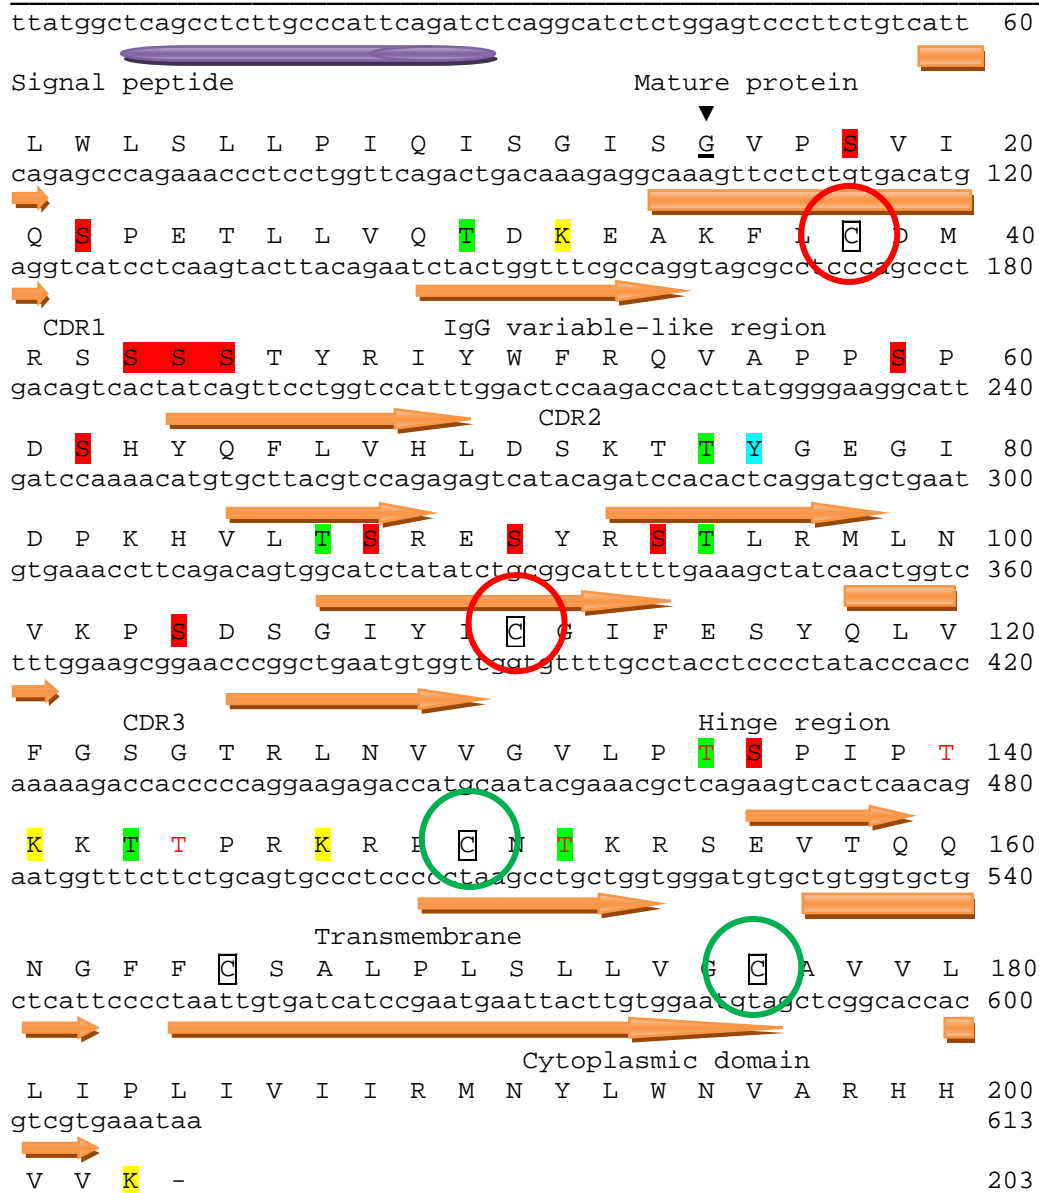 ttatggctcagcctcttgcccattcagatctcaggcatctctggagtcccttctgtcatt 60
Signal peptide Mature protein
▼
L W L S L L P I Q I S G I S G V P S V I 20
cagagcccagaaaccctcctggttcagactgacaaagaggcaaagttcctctgtgacatg 120
Q S P E T L L V Q T D K E A K F L C D M 40
aggtcatcctcaagtacttacagaatctactggtttcgccaggtagcgcctcccagccct 180
CDR1 IgG variable-like region
R S S S S T Y R I Y W F R Q V A P P S P 60
gacagtcactatcagttcctggtccatttggactccaagaccacttatggggaaggcatt 240
CDR2
D S H Y Q F L V H L D S K T T Y G E G I 80
gatccaaaacatgtgcttacgtccagagagtcatacagatccacactcaggatgctgaat 300
D P K H V L T S R E S Y R S T L R M L N 100
gtgaaaccttcagacagtggcatctatatctgcggcatttttgaaagctatcaactggtc 360
V K P S D S G I Y I C G I F E S Y Q L V 120
tttggaagcggaacccggctgaatgtggttggtgttttgcctacctcccctatacccacc 420
CDR3 Hinge region
F G S G T R L N V V G V L P T S P I P T 140
aaaaagaccacccccaggaagagaccatgcaatacgaaacgctcagaagtcactcaacag 480
K K T T P R K R P C N T K R S E V T Q Q 160
aatggtttcttctgcagtgccctccccctaagcctgctggtgggatgtgctgtggtgctg 540
Transmembrane
N G F F C S A L P L S L L V G C A V V L 180
ctcattcccctaattgtgatcatccgaatgaattacttgtggaatgtagctcggcaccac 600
Cytoplasmic domain
L I P L I V I I R M N Y L W N V A R H H 200
gtcgtgaaataa 613
V V K - 203